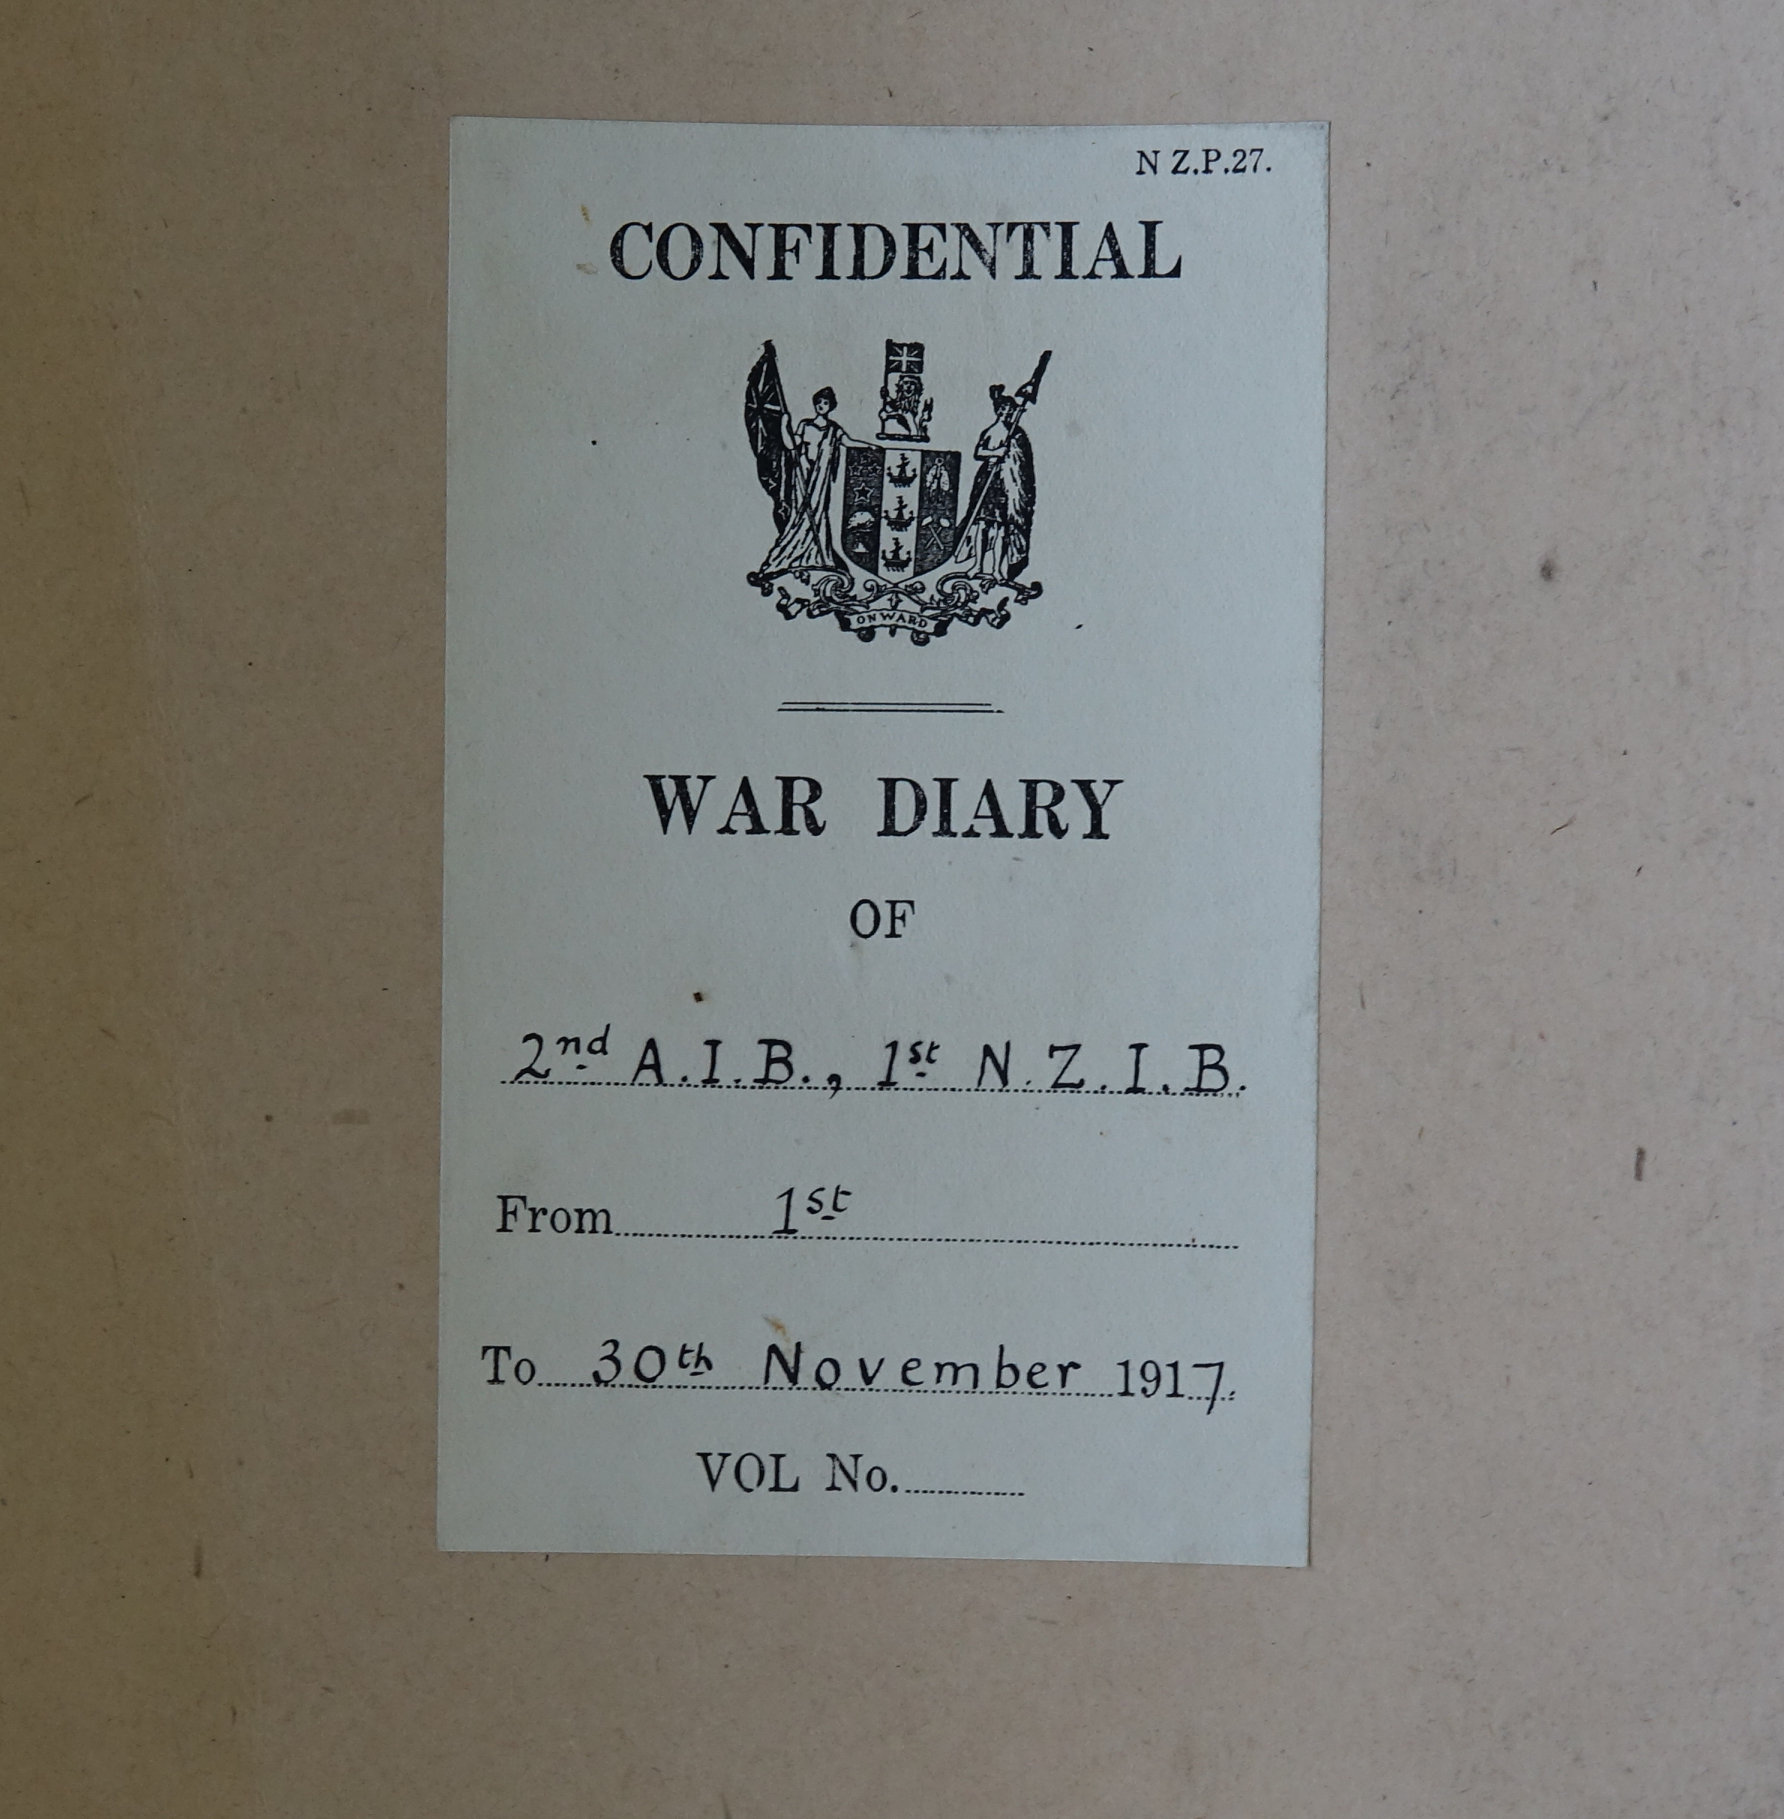 N Z.P.27.
CONFIDENTIAL
ONWARD
WAR DIARY
OF
2nd A.I.B., 1st N.Z.I.B.
From 1st
To 30th November 1917.
VOL No.